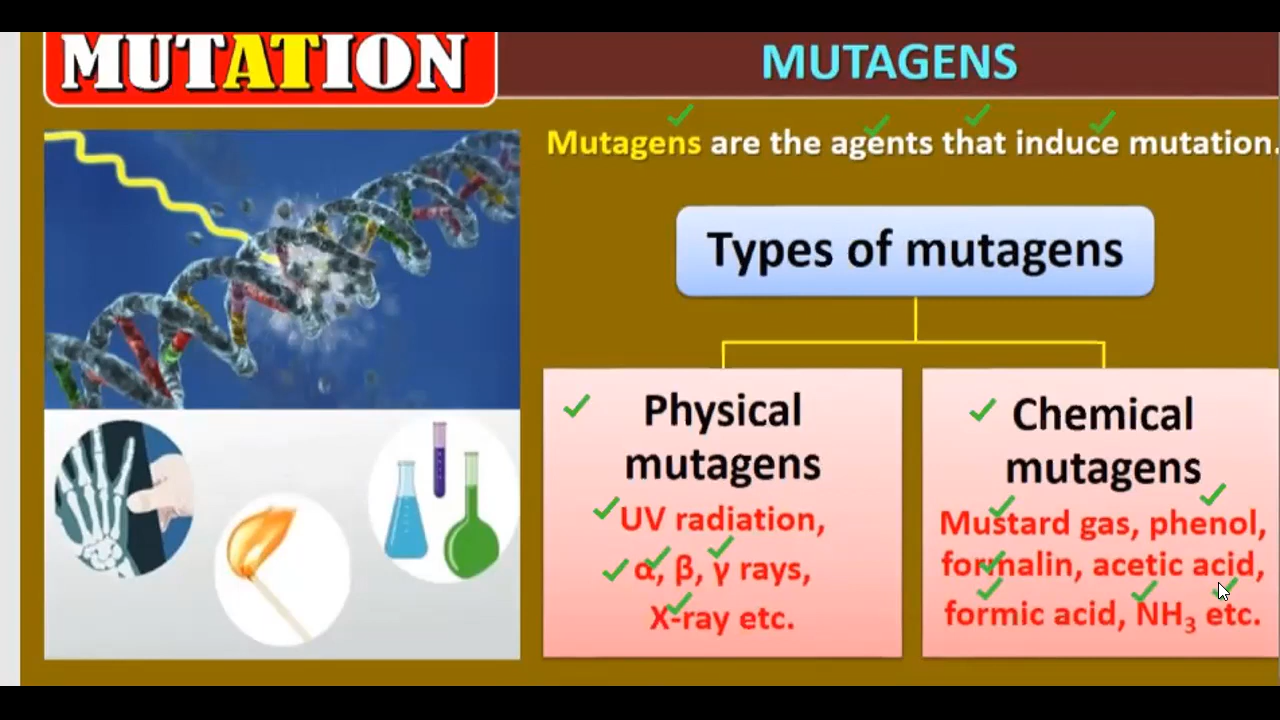 MUTATION
MUTAGENS
Mutagens are the agents that induce mutation.
Types of mutagens
Physical
mutagens
UV radiation,
α, β, γ rays,
X-ray etc.
Chemical
mutagens
Mustard gas, phenol,
formalin, acetic acid,
formic acid, NH₃ etc.